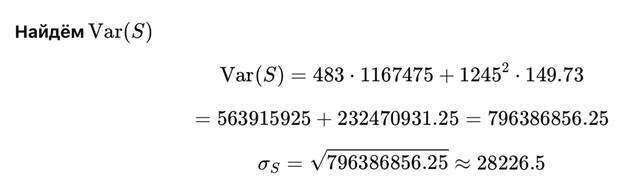 Найдём Var(S)
Var(S) = 483 · 1167475 + 1245² · 149.73
= 563915925 + 232470931.25 = 796386856.25
σ_S = √796386856.25 ≈ 28226.5